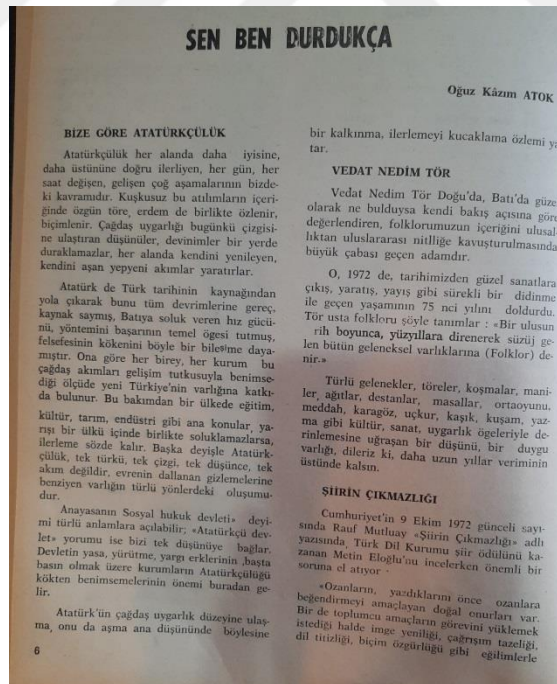 SEN BEN DURDUKÇA
Oğuz Kâzım ATOK
BİZE GÖRE ATATÜRKÇÜLÜK
Atatürkçülük her alanda daha iyisine,
daha üstününe doğru ilerliyen, her gün, her
saat değişen, gelişen çoğ aşamalarının bizde-
ki kavramıdır. Kuşkusuz bu atılımların içeri-
ğinde özgün töre, erdem de birlikte özlenir,
biçimlenir. Çağdaş uygarlığı bugünkü çizgisi-
ne ulaştıran düşünüler, devinimler bir yerde
duraklamazlar, her alanda kendini yenileyen,
kendini aşan yepyeni akımlar yaratırlar.
Atatürk de Türk tarihinin kaynağından
yola çıkarak bunu tüm devrimlerine gereç,
kaynak saymış, Batıya soluk veren hız gücü-
nü, yöntemini başarının temel ögesi tutmuş,
felsefesinin kökenini böyle bir bileşime daya-
mıştır. Ona göre her birey, her kurum bu
çağdaş akımları gelişim tutkusuyla benimse-
diği ölçüde yeni Türkiye'nin varlığına katkı-
da bulunur. Bu bakımdan bir ülkede eğitim,
kültür, tarım, endüstri gibi ana konular, ya-
rışı bir ülkü içinde birlikte soluklamazlarsa,
ilerleme sözde kalır. Başka deyişle Atatürk-
çülük, tek türkü, tek çizgi, tek düşünce, tek
akım değildir, evrenin dallanan gizlemelerine
benziyen varlığın türlü yönlerdeki oluşumu-
dur.
Anayasanın Sosyal hukuk devleti» deyi-
mi türlü anlamlara açılabilir; «Atatürkçü dev-
let» yorumu ise bizi tek düşünüye bağlar.
Devletin yasa, yürütme, yargı erklerinin ,başta
basın olmak üzere kurumların Atatürkçülüğü
kökten benimsemelerinin önemi buradan ge-
lir.
Atatürk'ün çağdaş uygarlık düzeyine ulaş-
ma, onu da aşma ana düşününde böylesine
6
bir kalkınma, ilerlemeyi kucaklama özlemi ya
tar.
VEDAT NEDİM TÖR
Vedat Nedim Tör Doğu'da, Batı'da güze
olarak ne bulduysa kendi bakış açısına göre
değerlendiren, folklorumuzun içeriğini ulusal-
lıktan uluslararası nitlliğe kavuşturulmasında
büyük çabası geçen adamdır.
O, 1972 de, tarihimizden güzel sanatlara
çıkış, yaratış, yayış gibi sürekli bir didinme
ile geçen yaşamının 75 nci yılını doldurdu.
Tör usta folkloru şöyle tanımlar : «Bir ulusun
rih boyunca, yüzyıllara direnerek süzüj ge-
len bütün geleneksel varlıklarına (Folklor) de-
nir.»
Türlü gelenekler, töreler, koşmalar, mani-
ler, ağıtlar, destanlar, masallar, ortaoyunu,
meddah, karagöz, uçkur, kaşık, kuşam, yaz-
ma gibi kültür, sanat, uygarlık ögeleriyle de-
rinlemesine uğraşan bir düşünü, bir duygu
varlığı, dileriz ki, daha uzun yıllar veriminin
üstünde kalsın.
ŞİİRİN ÇIKMAZLIĞI
Cumhuriyet'in 9 Ekim 1972 günceli sayı-
sında Rauf Mutluay «Şiirin Çıkmazlığı» adlı
yazısında, Türk Dil Kurumu şiir ödülünü ka-
zanan Metin Eloğlu'nu incelerken önemli bir
soruna el atıyor ·
«Ozanların, yazdıklarını önce ozanlara
beğendirmeyi amaçlayan doğal onurları var.
Bir de toplumcu amaçların görevini yüklemek
istediği halde imge yeniliği, çağrışım tazeliği,
dil titizliği, biçim özgürlüğü gibi eğilimlerle